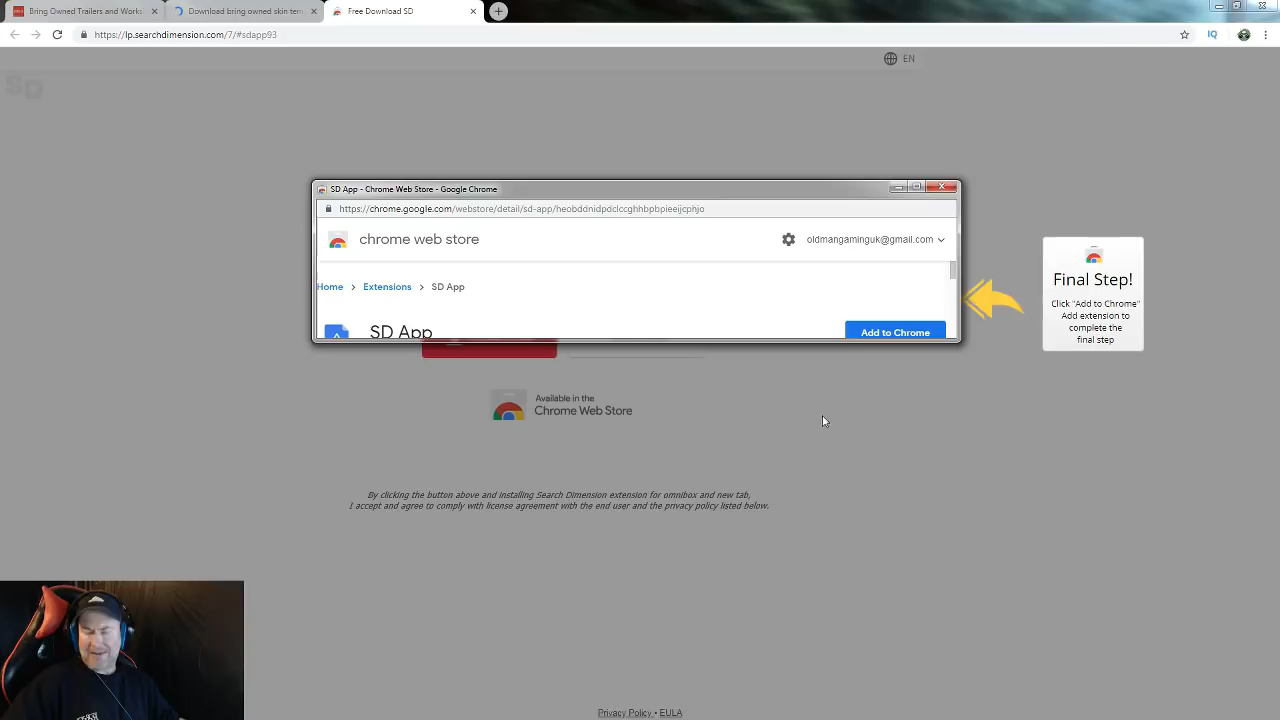 Bring Owned Trailers and Works
Download bring owned skin tem
Free Download SD
https://lp.searchdimension.com/7/#sdapp93
IQ
EN
SD
SD App - Chrome Web Store - Google Chrome
https://chrome.google.com/webstore/detail/sd-app/heobddnidpdclccghhbpbpieeijcphjo
chrome web store
oldmangaminguk@gmail.com
Home > Extensions > SD App
SD App
Add to Chrome
Final Step!
Click "Add to Chrome"
Add extension to
complete the
final step
Available in the
Chrome Web Store
By clicking the button above and installing Search Dimension extension for omnibox and new tab,
I accept and agree to comply with license agreement with the end user and the privacy policy listed below.
Privacy Policy • EULA